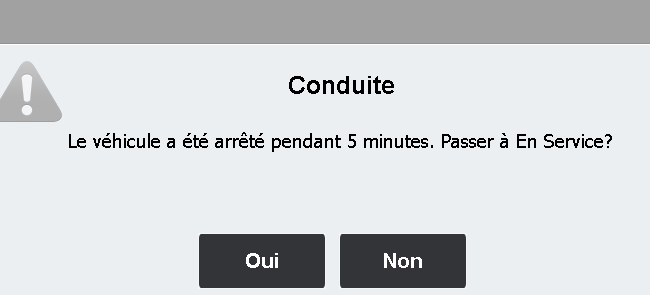 Conduite
Le véhicule a été arrêté pendant 5 minutes. Passer à En Service?
Oui
Non